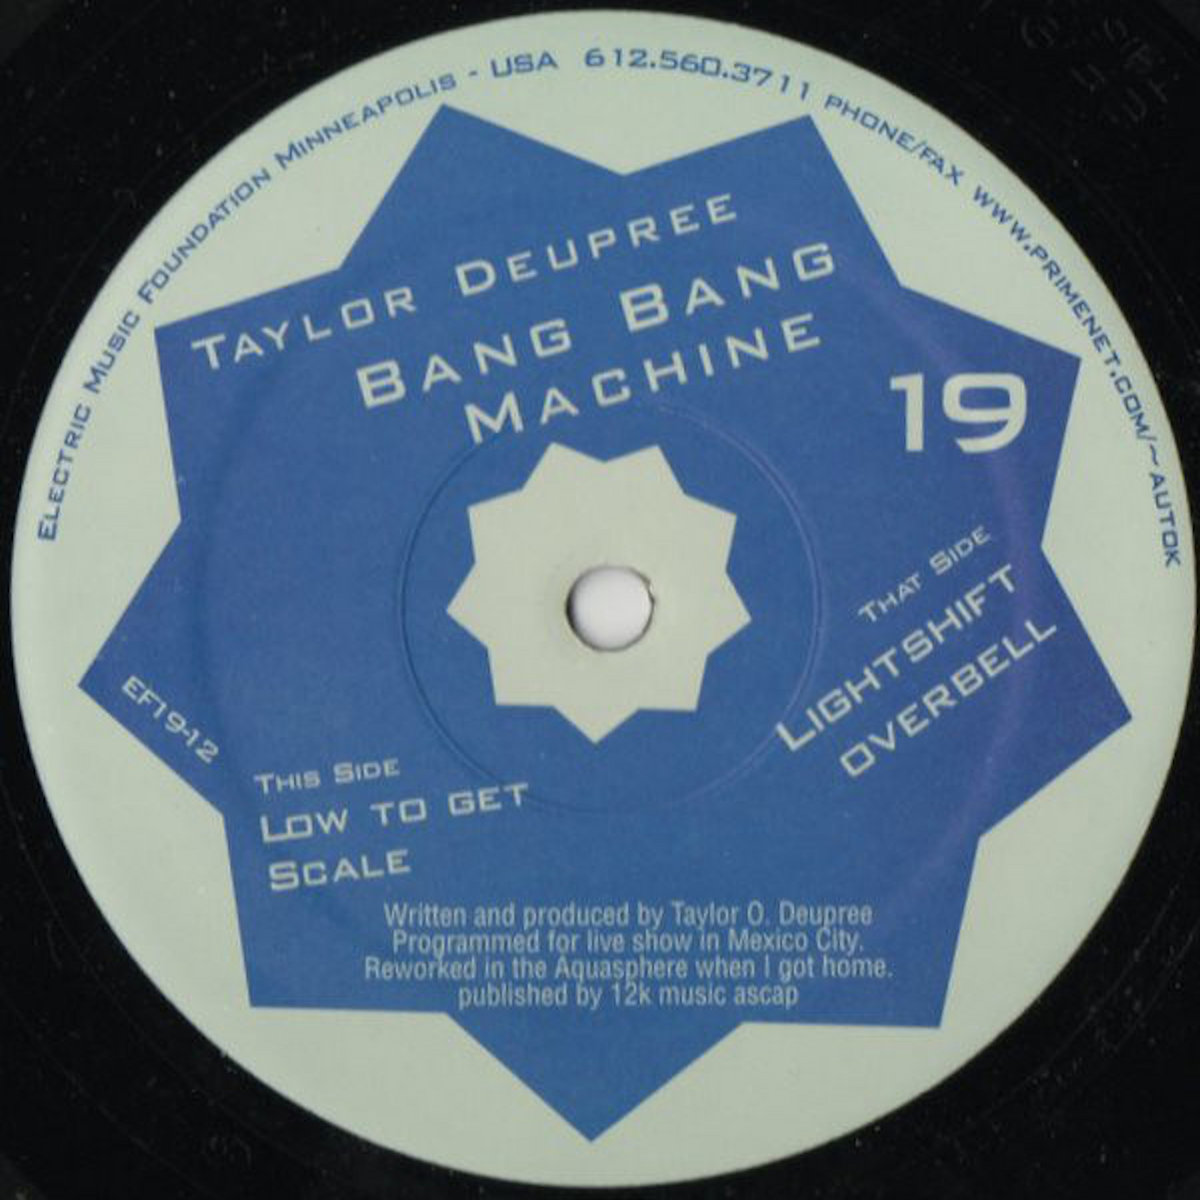 Electric Music Foundation Minneapolis - USA 612.560.3711 phone/fax www.primenet.com/~autok
Taylor Deupree
Bang Bang
Machine
19
That Side
Lightshift
Overbell
EF19-12
This Side
Low to get
Scale
Written and produced by Taylor O. Deupree
Programmed for live show in Mexico City.
Reworked in the Aquasphere when I got home.
published by 12k music ascap